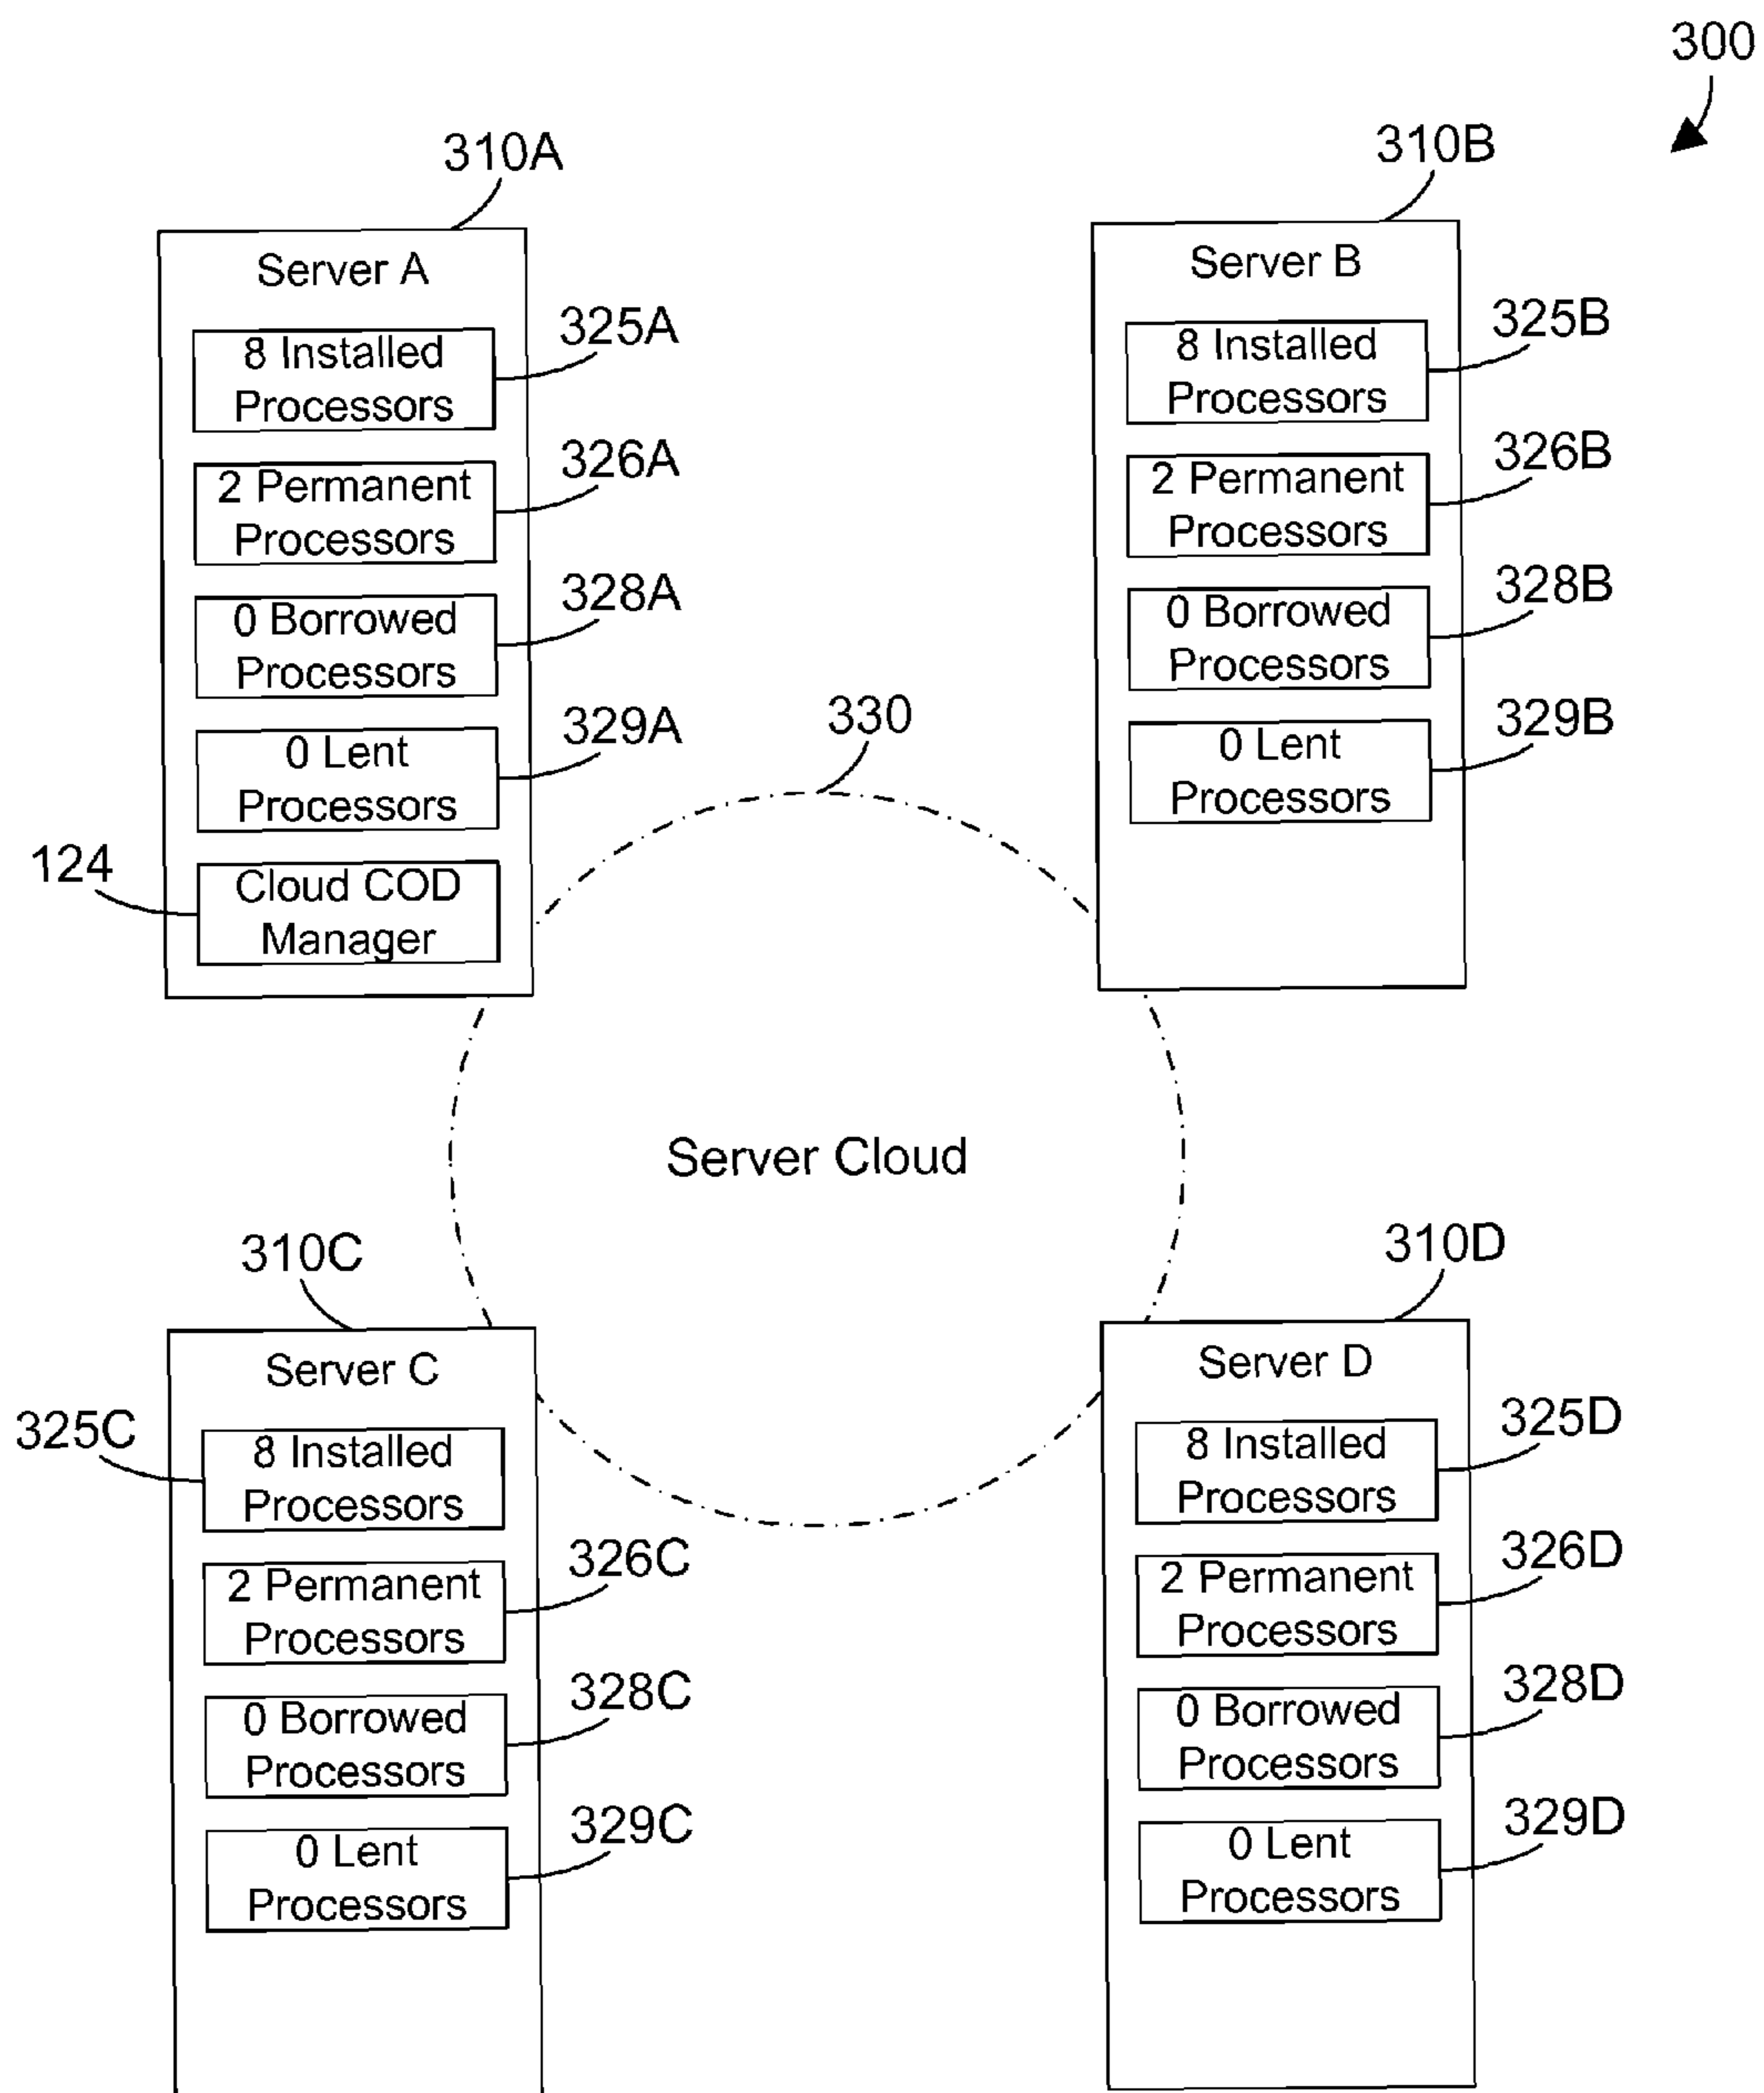 300
310A
310B
Server A
Server B
8 Installed
Processors
325A
8 Installed
Processors
325B
2 Permanent
Processors
326A
2 Permanent
Processors
326B
0 Borrowed
Processors
328A
0 Borrowed
Processors
328B
0 Lent
Processors
329A
330
0 Lent
Processors
329B
124
Cloud COD
Manager
Server Cloud
310C
310D
Server C
Server D
325C
8 Installed
Processors
8 Installed
Processors
325D
2 Permanent
Processors
326C
2 Permanent
Processors
326D
0 Borrowed
Processors
328C
0 Borrowed
Processors
328D
0 Lent
Processors
329C
0 Lent
Processors
329D